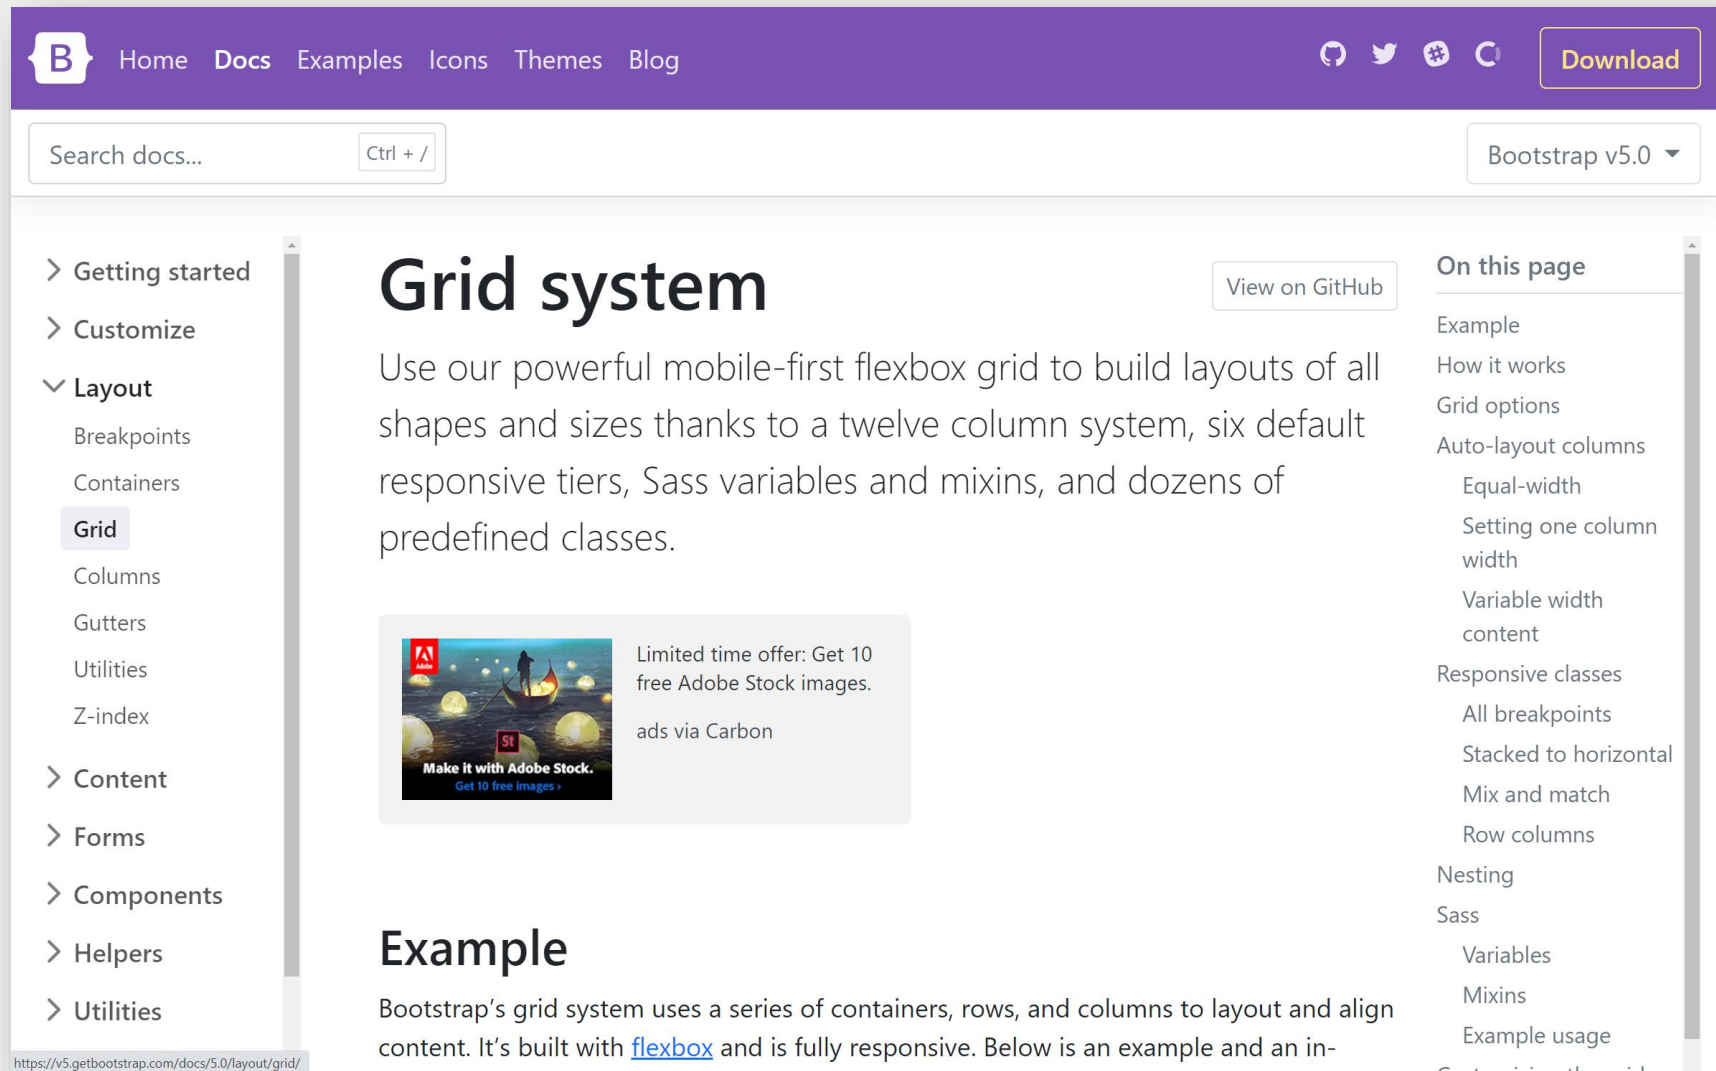 B Home Docs Examples Icons Themes Blog Download
Search docs... Ctrl + / Bootstrap v5.0
Getting started
Customize
Layout
Breakpoints
Containers
Grid
Columns
Gutters
Utilities
Z-index
Content
Forms
Components
Helpers
Utilities
https://v5.getbootstrap.com/docs/5.0/layout/grid/
Grid system
View on GitHub
Use our powerful mobile-first flexbox grid to build layouts of all
shapes and sizes thanks to a twelve column system, six default
responsive tiers, Sass variables and mixins, and dozens of
predefined classes.
Adobe
St
Make it with Adobe Stock.
Get 10 free images ›
Limited time offer: Get 10
free Adobe Stock images.
ads via Carbon
Example
Bootstrap’s grid system uses a series of containers, rows, and columns to layout and align
content. It’s built with flexbox and is fully responsive. Below is an example and an in-
On this page
Example
How it works
Grid options
Auto-layout columns
Equal-width
Setting one column
width
Variable width
content
Responsive classes
All breakpoints
Stacked to horizontal
Mix and match
Row columns
Nesting
Sass
Variables
Mixins
Example usage